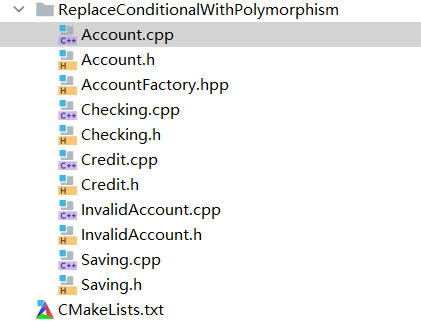 ReplaceConditionalWithPolymorphism
Account.cpp
Account.h
AccountFactory.hpp
Checking.cpp
Checking.h
Credit.cpp
Credit.h
InvalidAccount.cpp
InvalidAccount.h
Saving.cpp
Saving.h
CMakeLists.txt